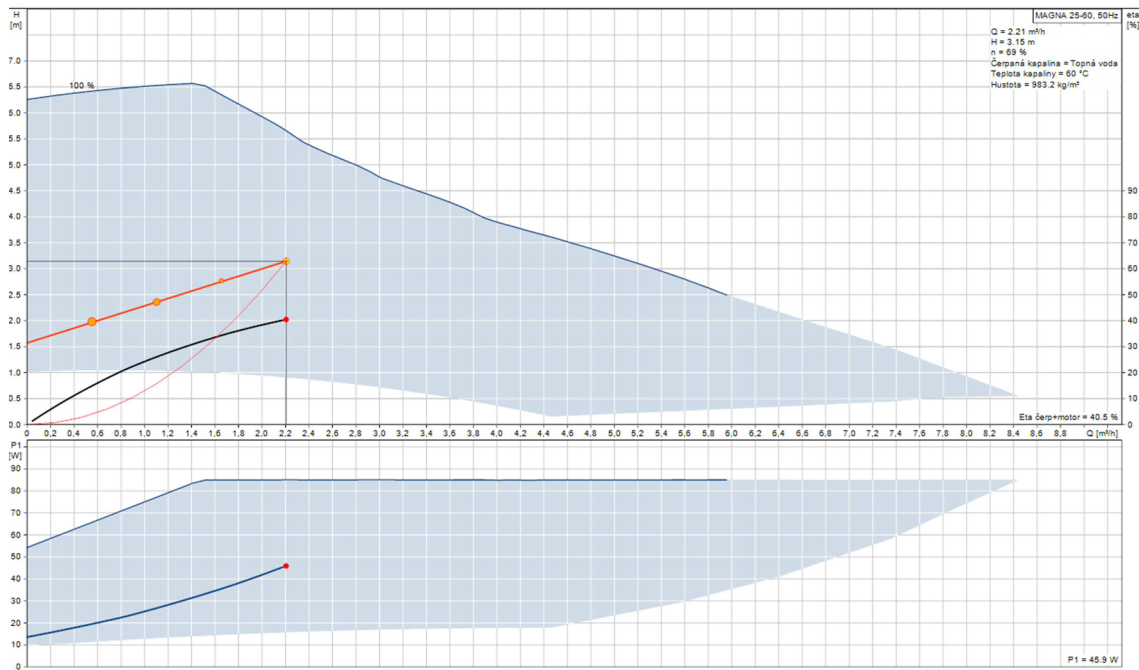 H
[m]
MAGNA 25-60, 50Hz
eta
[%]
Q = 2.21 m³/h
H = 3.15 m
n = 69 %
Čerpaná kapalina = Topná voda
Teplota kapaliny = 60 °C
Hustota = 983.2 kg/m³
100 %
7.0
6.5
6.0
5.5
5.0
4.5
4.0
3.5
3.0
2.5
2.0
1.5
1.0
0.5
0.0
90
80
70
60
50
40
30
20
10
0
Eta čerp+motor = 40.5 %
0 0,2 0,4 0,6 0,8 1,0 1,2 1,4 1,6 1,8 2,0 2,2 2,4 2,6 2,8 3,0 3,2 3,4 3,6 3,8 4,0 4,2 4,4 4,6 4,8 5,0 5,2 5,4 5,6 5,8 6,0 6,2 6,4 6,6 6,8 7,0 7,2 7,4 7,6 7,8 8,0 8,2 8,4 8,6 8,8 Q [m³/h]
P1
[W]
90
80
70
60
50
40
30
20
10
0
P1 = 45.9 W